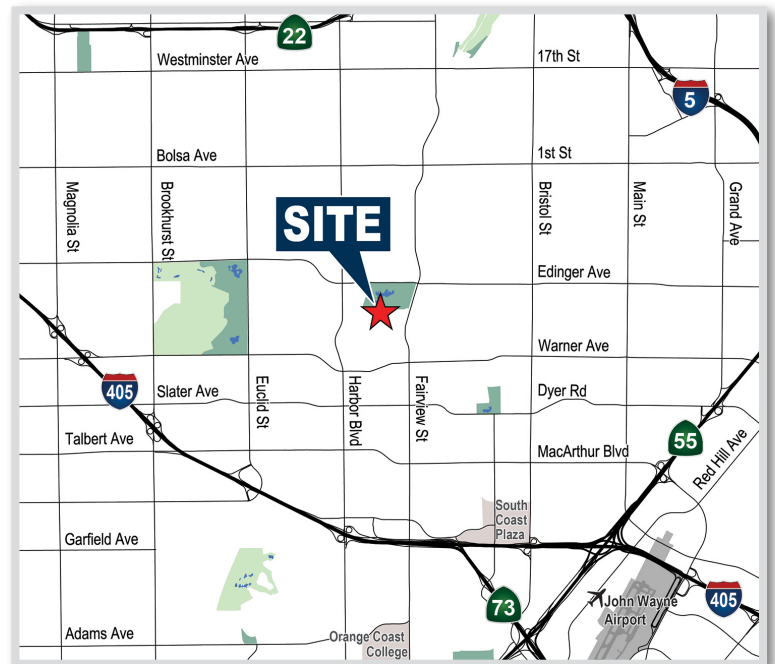 22
Westminster Ave
17th St
5
Bolsa Ave
1st St
Magnolia St
Brookhurst St
Bristol St
Main St
Grand Ave
SITE
Edinger Ave
Warner Ave
405
Slater Ave
Euclid St
Harbor Blvd
Fairview St
Dyer Rd
Talbert Ave
55
Red Hill Ave
MacArthur Blvd
South
Coast
Plaza
Garfield Ave
73
John Wayne
Airport
405
Adams Ave
Orange Coast
College